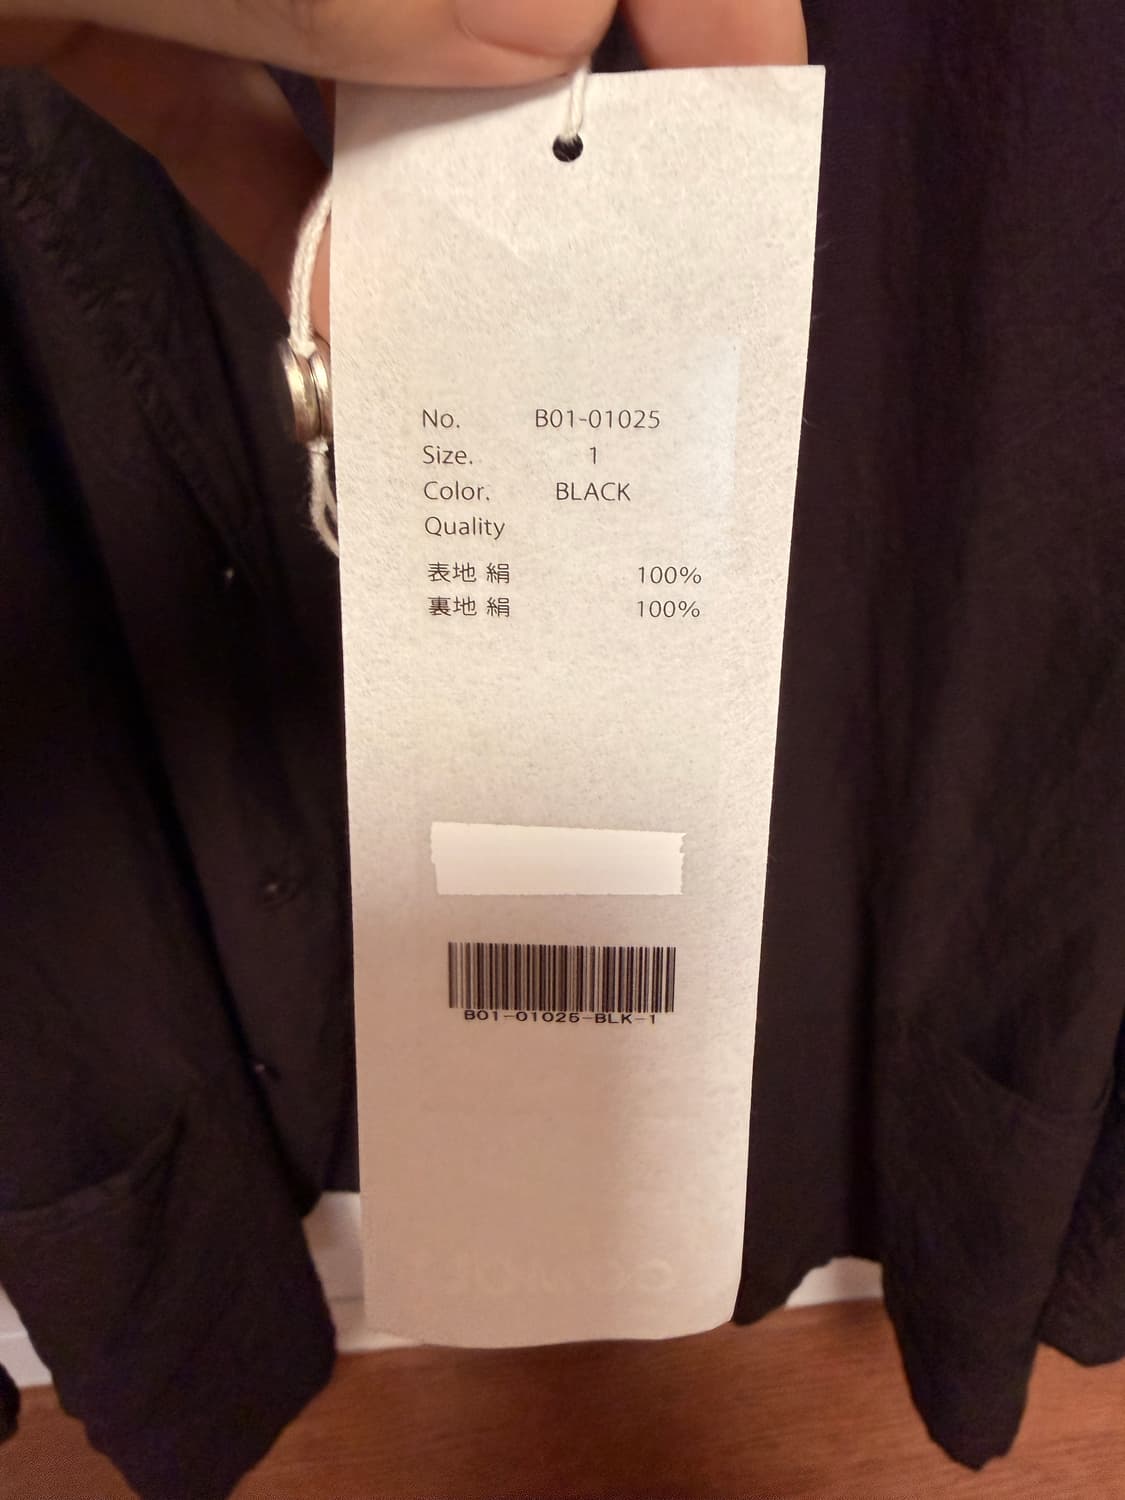 No. B01-01025
Size. 1
Color. BLACK
Quality
表地 絹 100%
裏地 絹 100%
B01-01025-BLK-1